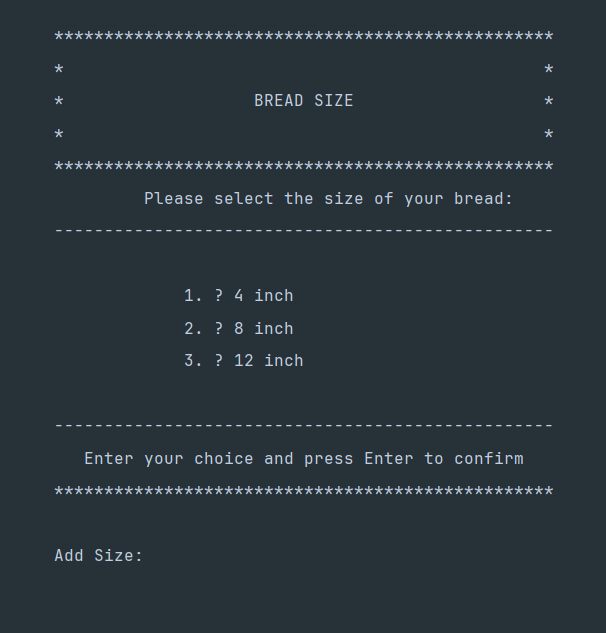 **************************************************
*                                                *
*                   BREAD SIZE                   *
*                                                *
**************************************************
         Please select the size of your bread:
--------------------------------------------------
             1. ? 4 inch
             2. ? 8 inch
             3. ? 12 inch
--------------------------------------------------
   Enter your choice and press Enter to confirm
**************************************************
Add Size: